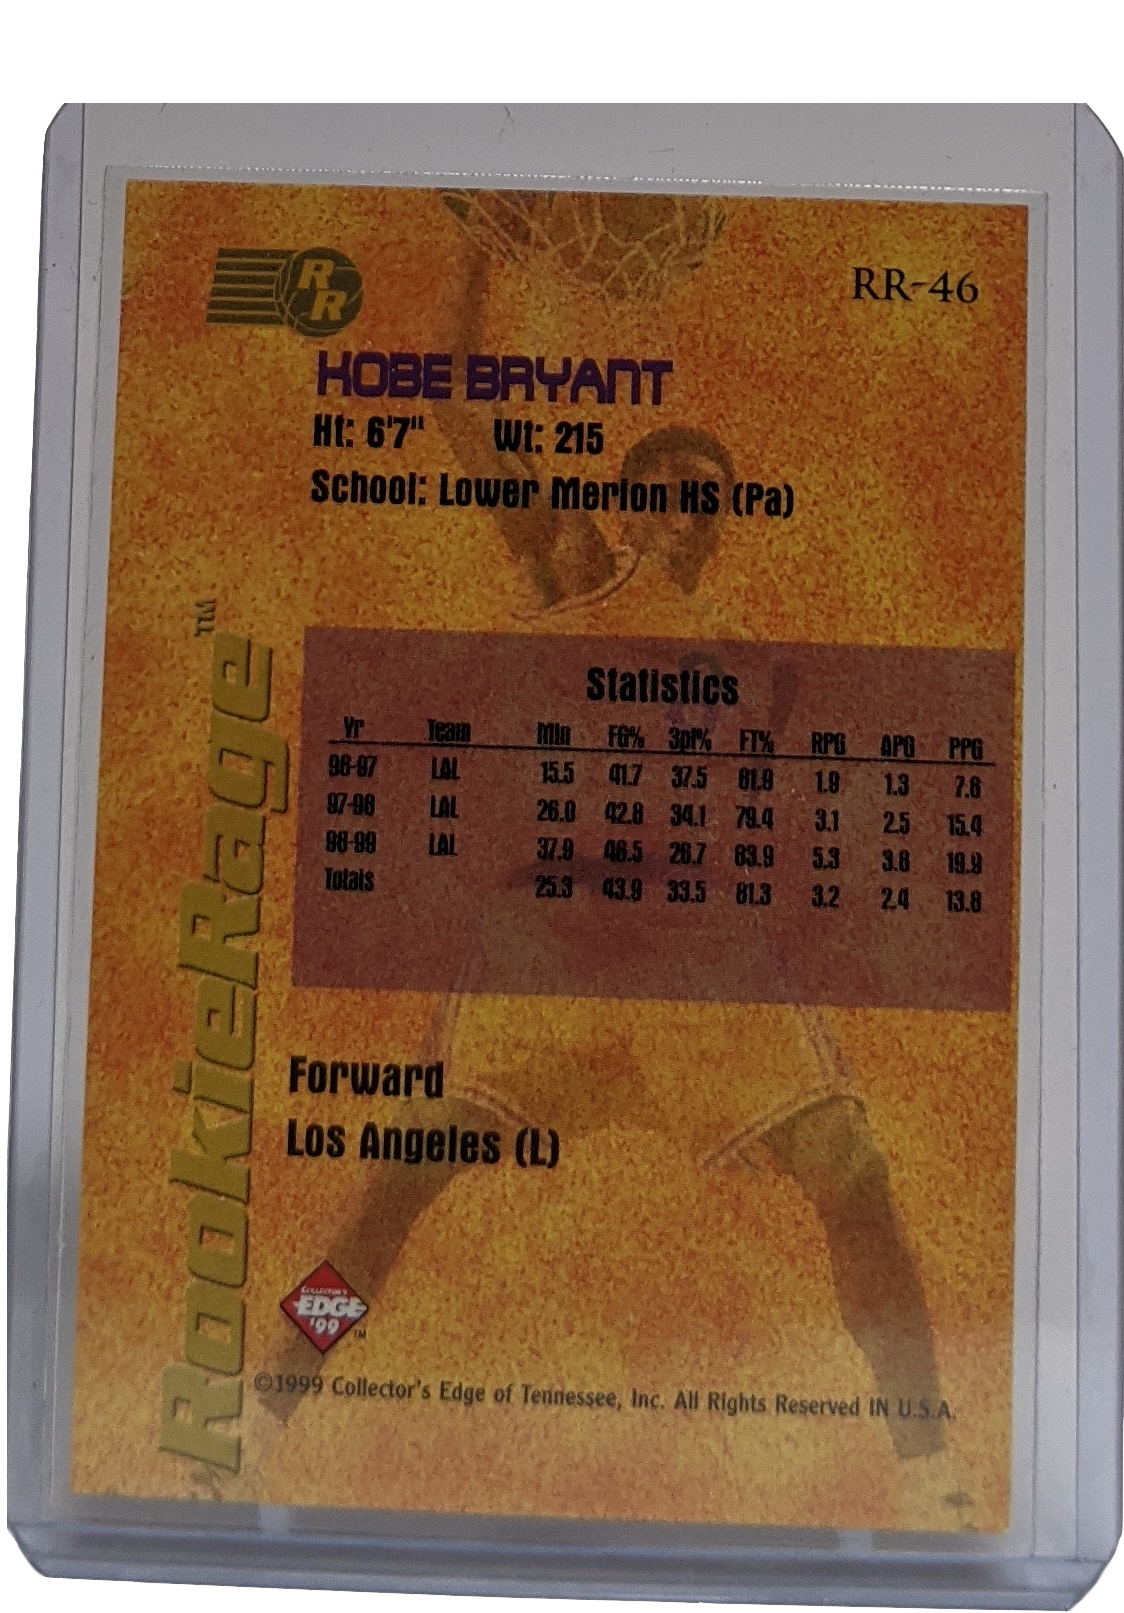 RR
RR-46
KOBE BRYANT
Ht: 6'7" Wt: 215
School: Lower Merion HS (Pa)
RookieRage™
Statistics
Yr Team Min FG% 3pt% FT% RPG APG PPG
96-97 LAL 15.5 41.7 37.5 81.9 1.9 1.3 7.6
97-98 LAL 26.0 42.8 34.1 79.4 3.1 2.5 15.4
98-99 LAL 37.9 46.5 26.7 83.9 5.3 3.8 19.9
Totals 25.3 43.9 33.5 81.3 3.2 2.4 13.8
Forward
Los Angeles (L)
COLLECTOR'S
EDGE
'99 ™
©1999 Collector's Edge of Tennessee, Inc. All Rights Reserved IN U.S.A.